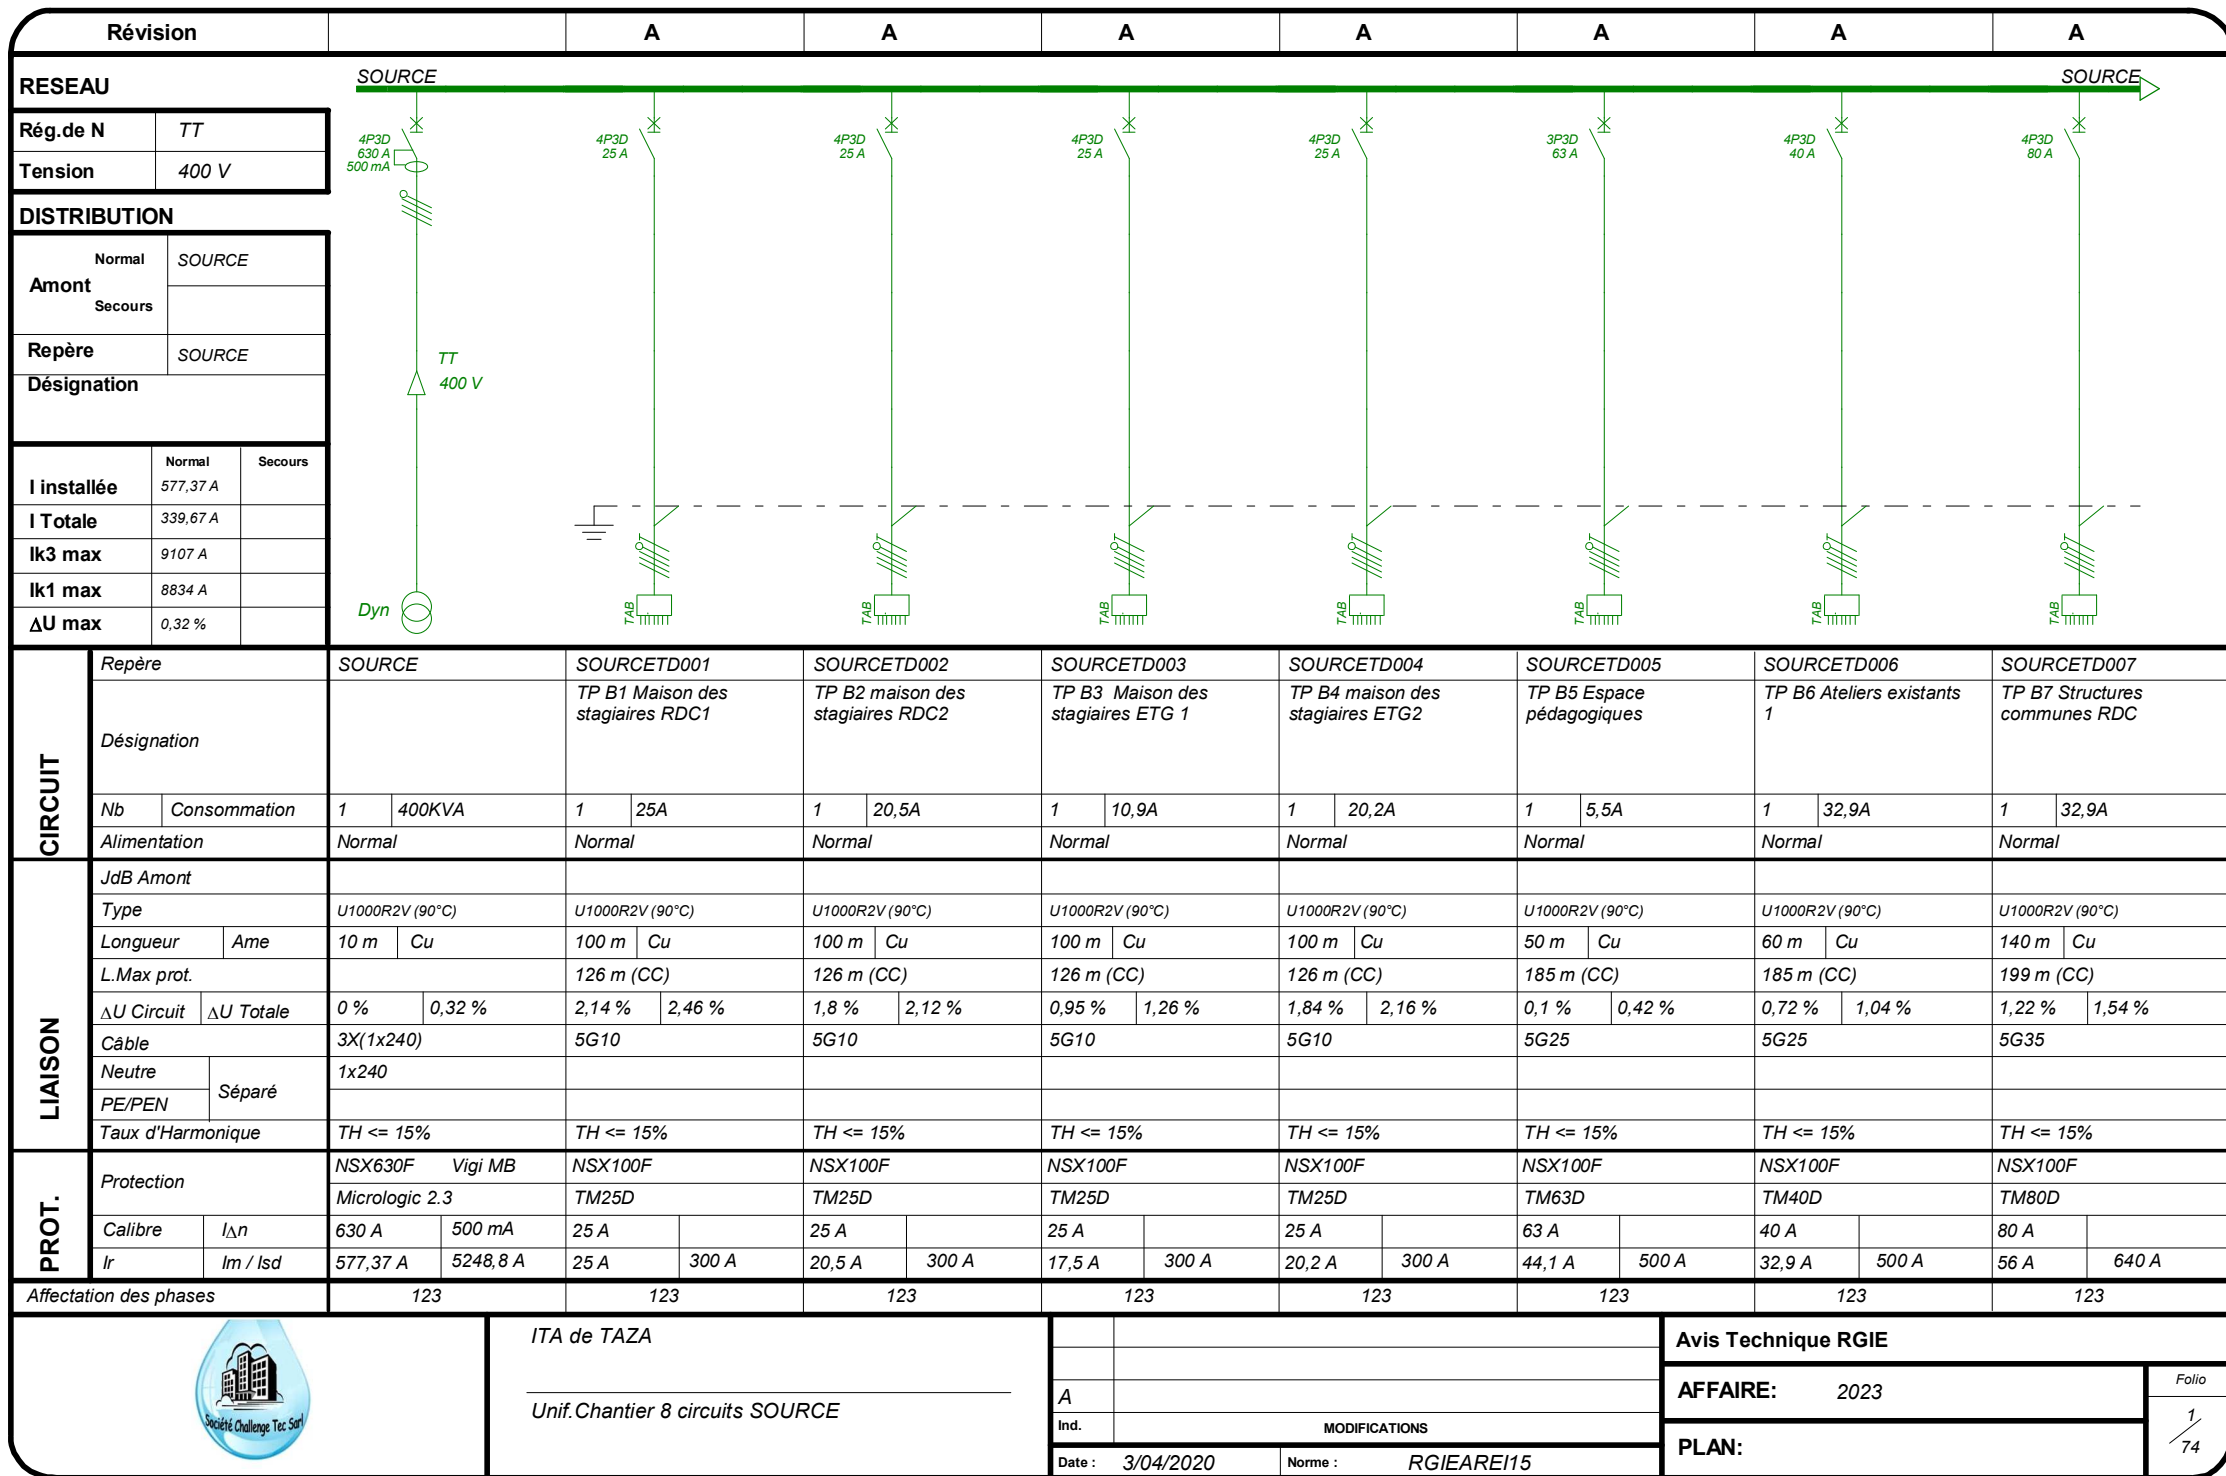 Révision A A A A A A A
RESEAU
Rég.de N TT
Tension 400 V
DISTRIBUTION
Amont Normal SOURCE
Secours
Repère SOURCE
Désignation
Normal Secours
I installée 577,37 A
I Totale 339,67 A
Ik3 max 9107 A
Ik1 max 8834 A
ΔU max 0,32 %
SOURCE SOURCE
4P3D 4P3D 4P3D 4P3D 4P3D 3P3D 4P3D 4P3D
630 A 25 A 25 A 25 A 25 A 63 A 40 A 80 A
500 mA
TT
400 V
Dyn TAB TAB TAB TAB TAB TAB TAB
CIRCUIT
Repère SOURCE SOURCETD001 SOURCETD002 SOURCETD003 SOURCETD004 SOURCETD005 SOURCETD006 SOURCETD007
Désignation
TP B1 Maison des
stagiaires RDC1
TP B2 maison des
stagiaires RDC2
TP B3 Maison des
stagiaires ETG 1
TP B4 maison des
stagiaires ETG2
TP B5 Espace
pédagogiques
TP B6 Ateliers existants
1
TP B7 Structures
communes RDC
Nb Consommation 1 400KVA 1 25A 1 20,5A 1 10,9A 1 20,2A 1 5,5A 1 32,9A 1 32,9A
Alimentation Normal Normal Normal Normal Normal Normal Normal Normal
LIAISON
JdB Amont
Type U1000R2V (90°C) U1000R2V (90°C) U1000R2V (90°C) U1000R2V (90°C) U1000R2V (90°C) U1000R2V (90°C) U1000R2V (90°C) U1000R2V (90°C)
Longueur Ame 10 m Cu 100 m Cu 100 m Cu 100 m Cu 100 m Cu 50 m Cu 60 m Cu 140 m Cu
L.Max prot. 126 m (CC) 126 m (CC) 126 m (CC) 126 m (CC) 185 m (CC) 185 m (CC) 199 m (CC)
ΔU Circuit ΔU Totale 0 % 0,32 % 2,14 % 2,46 % 1,8 % 2,12 % 0,95 % 1,26 % 1,84 % 2,16 % 0,1 % 0,42 % 0,72 % 1,04 % 1,22 % 1,54 %
Câble 3X(1x240) 5G10 5G10 5G10 5G10 5G25 5G25 5G35
Neutre Séparé 1x240
PE/PEN
Taux d'Harmonique TH <= 15% TH <= 15% TH <= 15% TH <= 15% TH <= 15% TH <= 15% TH <= 15% TH <= 15%
PROT.
Protection NSX630F Vigi MB NSX100F NSX100F NSX100F NSX100F NSX100F NSX100F NSX100F
Micrologic 2.3 TM25D TM25D TM25D TM25D TM63D TM40D TM80D
Calibre IΔn 630 A 500 mA 25 A 25 A 25 A 25 A 63 A 40 A 80 A
Ir Im / Isd 577,37 A 5248,8 A 25 A 300 A 20,5 A 300 A 17,5 A 300 A 20,2 A 300 A 44,1 A 500 A 32,9 A 500 A 56 A 640 A
Affectation des phases 123 123 123 123 123 123 123 123
Société Challenge Tec Sarl
ITA de TAZA
Unif.Chantier 8 circuits SOURCE
A
Ind. MODIFICATIONS
Date : 3/04/2020 Norme : RGIEAREI15
Avis Technique RGIE
AFFAIRE: 2023
PLAN:
Folio
1
74